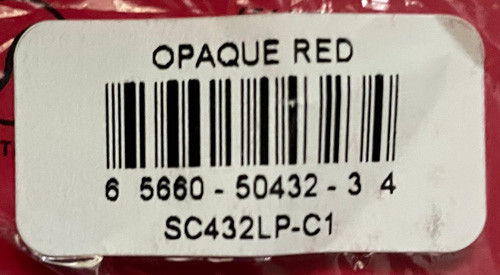 OPAQUE RED
6 5660 - 50432 - 3 4
SC432LP-C1